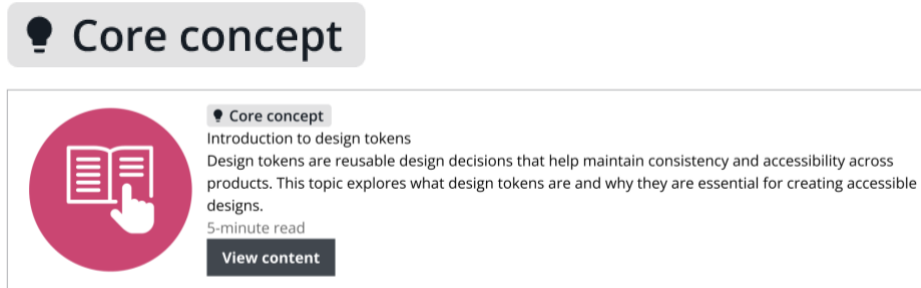 Core concept
Core concept
Introduction to design tokens
Design tokens are reusable design decisions that help maintain consistency and accessibility across
products. This topic explores what design tokens are and why they are essential for creating accessible
designs.
5-minute read
View content